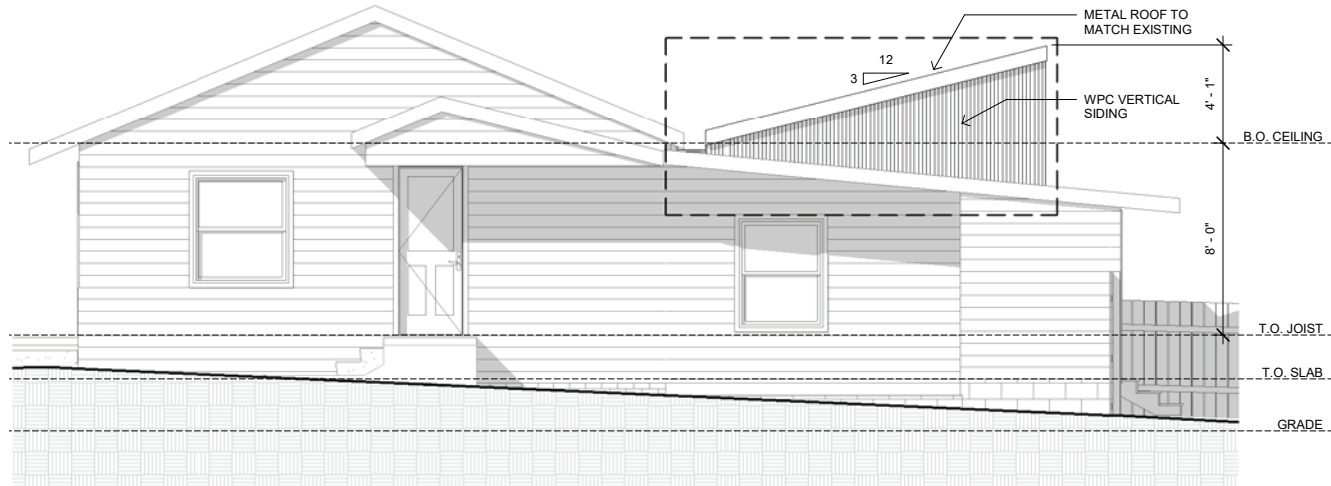 METAL ROOF TO
MATCH EXISTING
12
3
4' - 1"
WPC VERTICAL
SIDING
B.O. CEILING
8' - 0"
T.O. JOIST
T.O. SLAB
GRADE